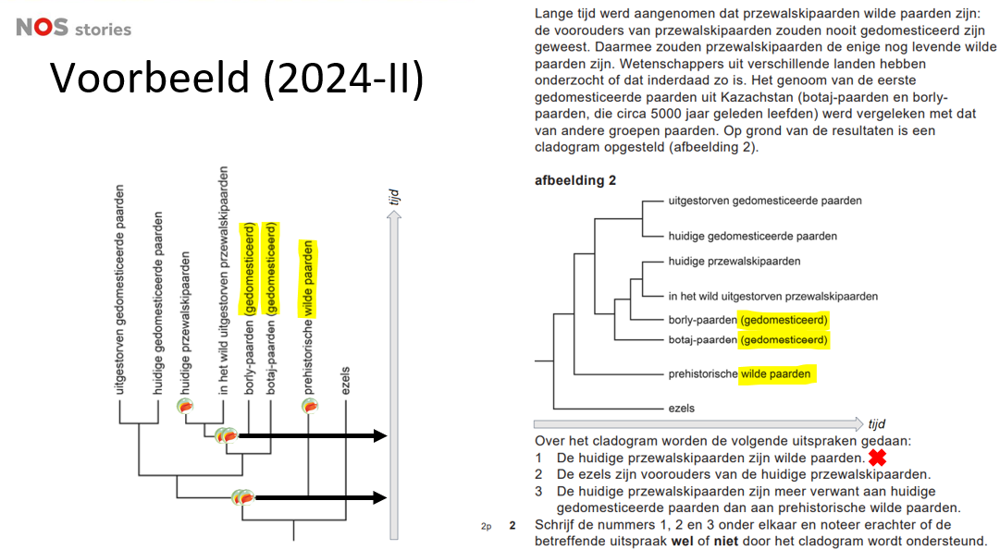 NOS stories
Voorbeeld (2024-II)
uitgestorven gedomesticeerde paarden
huidige gedomesticeerde paarden
huidige przewalskipaarden
in het wild uitgestorven przewalskipaarden
borly-paarden (gedomesticeerd)
botaj-paarden (gedomesticeerd)
prehistorische wilde paarden
ezels
tijd
Lange tijd werd aangenomen dat przewalskipaarden wilde paarden zijn:
de voorouders van przewalskipaarden zouden nooit gedomesticeerd zijn
geweest. Daarmee zouden przewalskipaarden de enige nog levende wilde
paarden zijn. Wetenschappers uit verschillende landen hebben
onderzocht of dat inderdaad zo is. Het genoom van de eerste
gedomesticeerde paarden uit Kazachstan (botaj-paarden en borly-
paarden, die circa 5000 jaar geleden leefden) werd vergeleken met dat
van andere groepen paarden. Op grond van de resultaten is een
cladogram opgesteld (afbeelding 2).
afbeelding 2
uitgestorven gedomesticeerde paarden
huidige gedomesticeerde paarden
huidige przewalskipaarden
in het wild uitgestorven przewalskipaarden
borly-paarden (gedomesticeerd)
botaj-paarden (gedomesticeerd)
prehistorische wilde paarden
ezels
tijd
Over het cladogram worden de volgende uitspraken gedaan:
1 De huidige przewalskipaarden zijn wilde paarden.
2 De ezels zijn voorouders van de huidige przewalskipaarden.
3 De huidige przewalskipaarden zijn meer verwant aan huidige
gedomesticeerde paarden dan aan prehistorische wilde paarden.
2p 2 Schrijf de nummers 1, 2 en 3 onder elkaar en noteer erachter of de
betreffende uitspraak wel of niet door het cladogram wordt ondersteund.